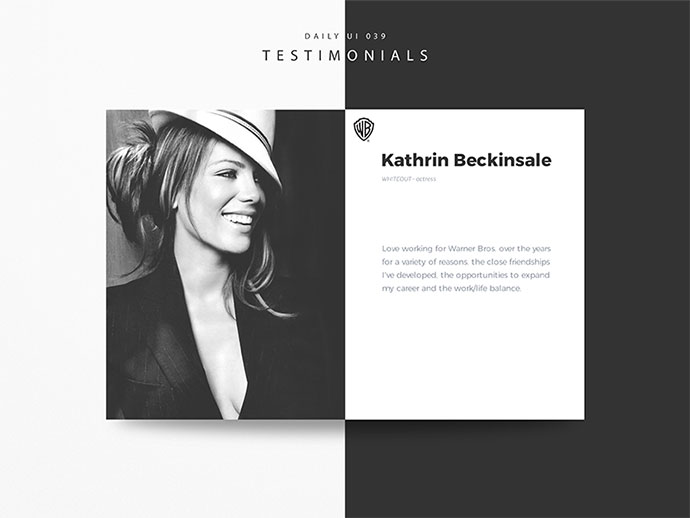 DAILY UI 039
TESTIMONIALS
WB
Kathrin Beckinsale
WHITEOUT - actress
Love working for Warner Bros. over the years
for a variety of reasons. the close friendships
I've developed. the opportunities to expand
my career and the work/life balance.